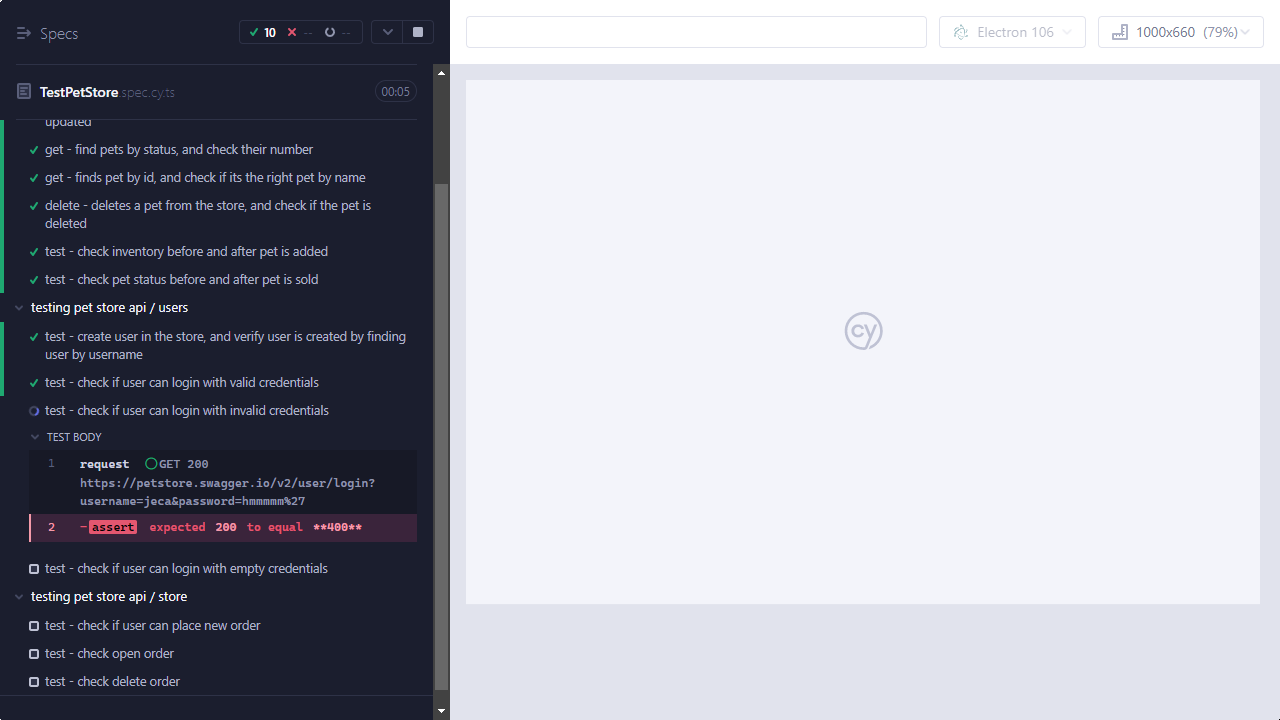 Specs
10
--
--
Electron 106
1000x660 (79%)
TestPetStore.spec.cy.ts
00:05
updated
get - find pets by status, and check their number
get - finds pet by id, and check if its the right pet by name
delete - deletes a pet from the store, and check if the pet is
deleted
test - check inventory before and after pet is added
test - check pet status before and after pet is sold
testing pet store api / users
test - create user in the store, and verify user is created by finding
user by username
test - check if user can login with valid credentials
test - check if user can login with invalid credentials
TEST BODY
1 request GET 200
https://petstore.swagger.io/v2/user/login?
username=jeca&password=hmmmmm%27
2 -assert expected 200 to equal **400**
test - check if user can login with empty credentials
testing pet store api / store
test - check if user can place new order
test - check open order
test - check delete order
cy